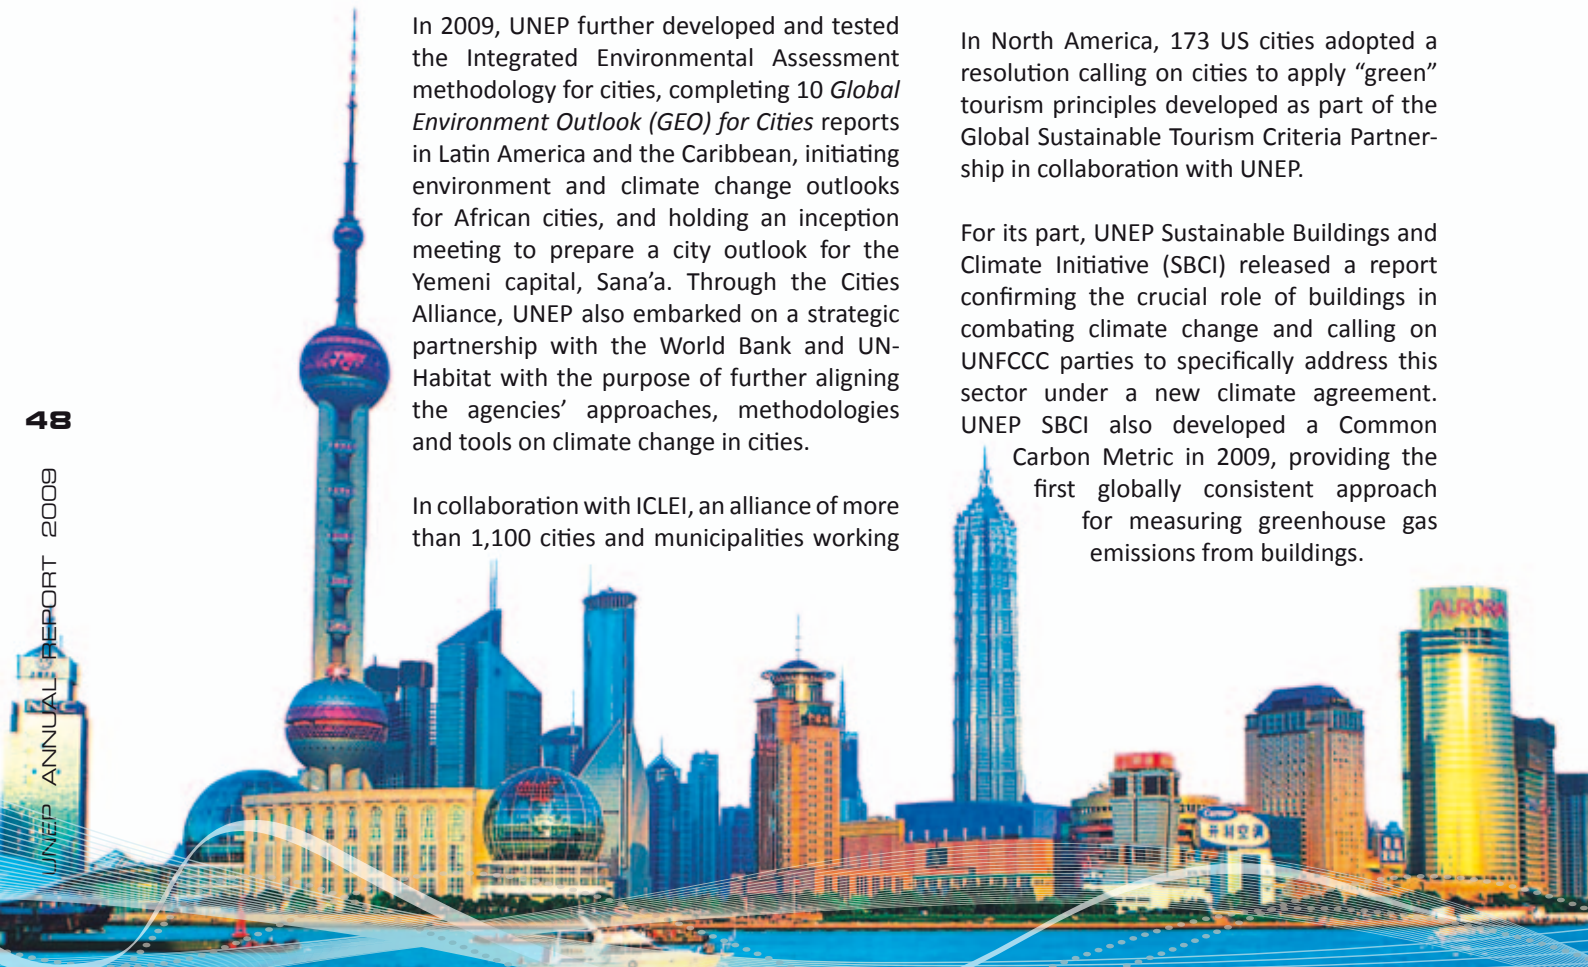 In 2009, UNEP further developed and tested
the Integrated Environmental Assessment
methodology for cities, completing 10 Global
Environment Outlook (GEO) for Cities reports
in Latin America and the Caribbean, initiating
environment and climate change outlooks
for African cities, and holding an inception
meeting to prepare a city outlook for the
Yemeni capital, Sana’a. Through the Cities
Alliance, UNEP also embarked on a strategic
partnership with the World Bank and UN-
Habitat with the purpose of further aligning
the agencies’ approaches, methodologies
and tools on climate change in cities.
In collaboration with ICLEI, an alliance of more
than 1,100 cities and municipalities working
In North America, 173 US cities adopted a
resolution calling on cities to apply “green”
tourism principles developed as part of the
Global Sustainable Tourism Criteria Partner-
ship in collaboration with UNEP.
For its part, UNEP Sustainable Buildings and
Climate Initiative (SBCI) released a report
confirming the crucial role of buildings in
combating climate change and calling on
UNFCCC parties to specifically address this
sector under a new climate agreement.
UNEP SBCI also developed a Common
Carbon Metric in 2009, providing the
first globally consistent approach
for measuring greenhouse gas
emissions from buildings.
48
UNEP ANNUAL REPORT 2009
AURORA
开利空调